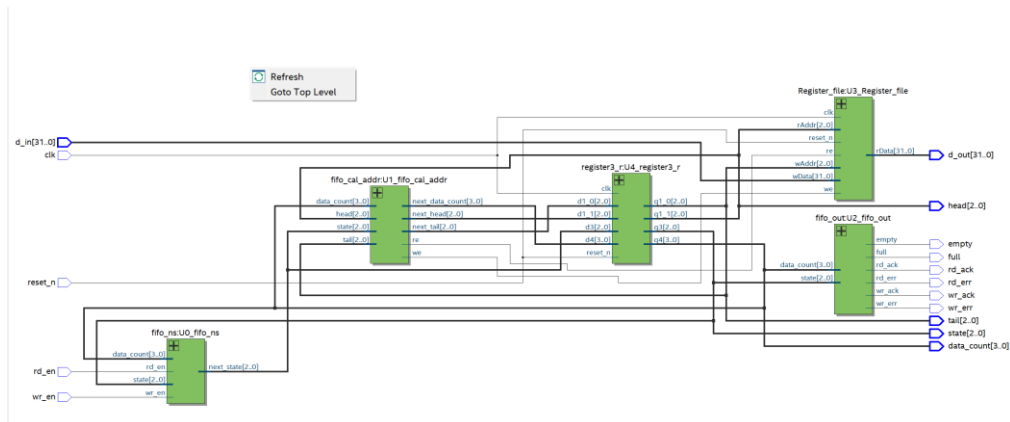 Refresh
Goto Top Level
Register_file:U3_Register_file
clk
rAddr[2..0]
reset_n
re
wAddr[2..0]
wData[31..0]
we
rData[31..0]
d_in[31..0]
clk
d_out[31..0]
fifo_cal_addr:U1_fifo_cal_addr
data_count[3..0]
head[2..0]
state[2..0]
tail[2..0]
next_data_count[3..0]
next_head[2..0]
next_tail[2..0]
re
we
register3_r:U4_register3_r
clk
d1_0[2..0]
d1_1[2..0]
d3[2..0]
d4[3..0]
reset_n
q1_0[2..0]
q1_1[2..0]
q3[2..0]
q4[3..0]
head[2..0]
fifo_out:U2_fifo_out
data_count[3..0]
state[2..0]
empty
full
rd_ack
rd_err
wr_ack
wr_err
empty
full
rd_ack
rd_err
wr_ack
wr_err
tail[2..0]
state[2..0]
data_count[3..0]
reset_n
fifo_ns:U0_fifo_ns
data_count[3..0]
rd_en
state[2..0]
wr_en
next_state[2..0]
rd_en
wr_en